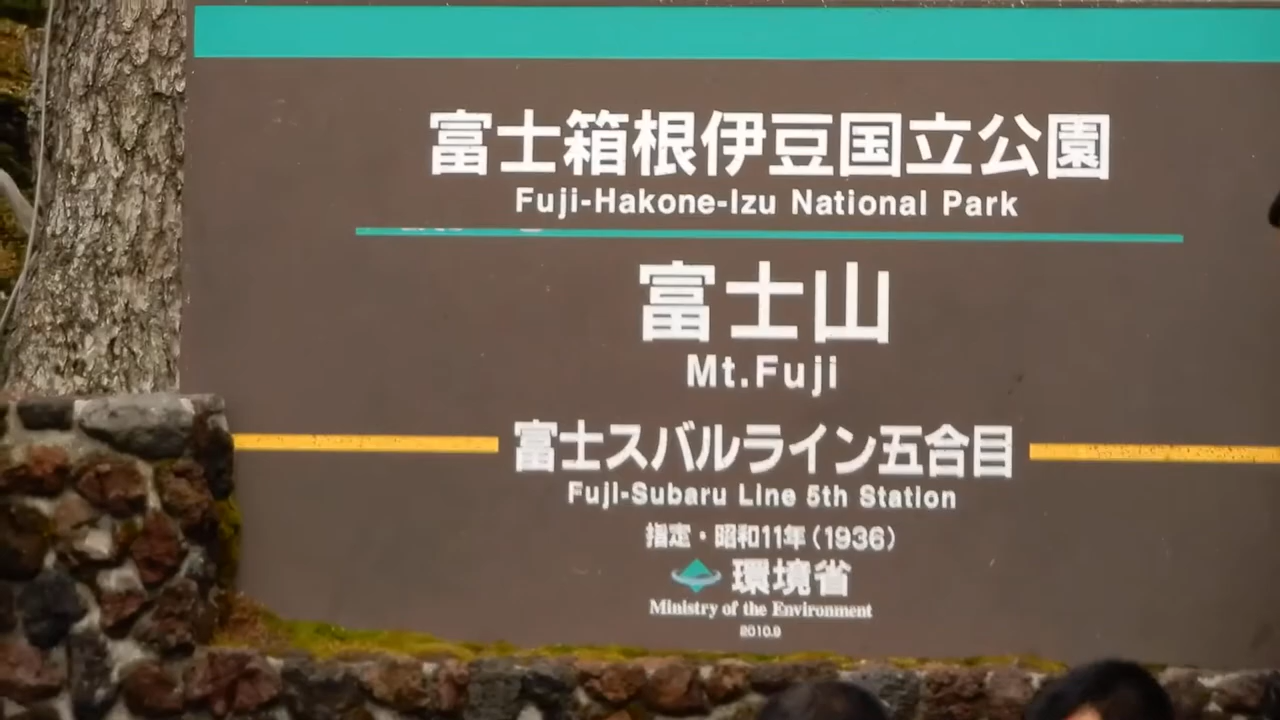 富士箱根伊豆国立公園
Fuji-Hakone-Izu National Park
富士山
Mt.Fuji
富士スバルライン五合目
Fuji-Subaru Line 5th Station
指定・昭和11年（1936）
環境省
Ministry of the Environment
2010.9